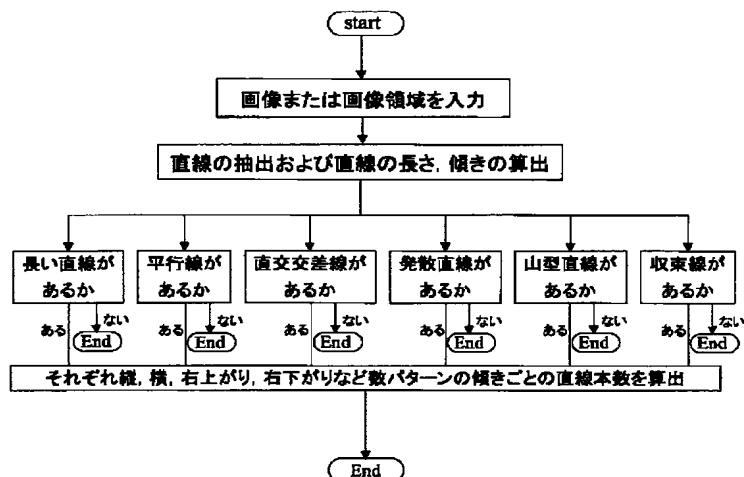 start
画像または画像領域を入力
直線の抽出および直線の長さ, 傾きの算出
長い直線が
あるか
平行線が
あるか
直交交差線が
あるか
発散直線が
あるか
山型直線が
あるか
収束線が
あるか
ある
ない
End
ある
ない
End
ある
ない
End
ある
ない
End
ある
ない
End
ある
ない
End
それぞれ縦, 横, 右上がり, 右下がりなど数パターンの傾きごとの直線本数を算出
End